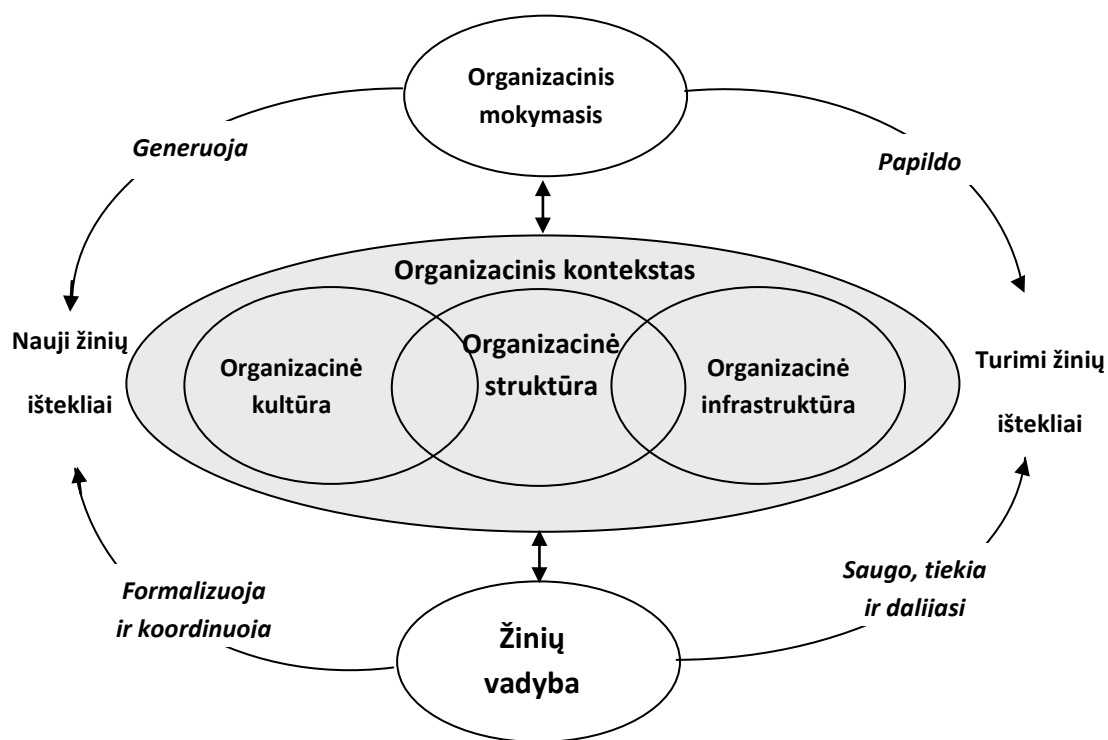 Organizacinis
mokymasis
Generuoja
Papildo
Organizacinis kontekstas
Nauji žinių
ištekliai
Organizacinė
kultūra
Organizacinė
struktūra
Organizacinė
infrastruktūra
Turimi žinių
ištekliai
Formalizuoja
ir koordinuoja
Saugo, tiekia
ir dalijasi
Žinių
vadyba